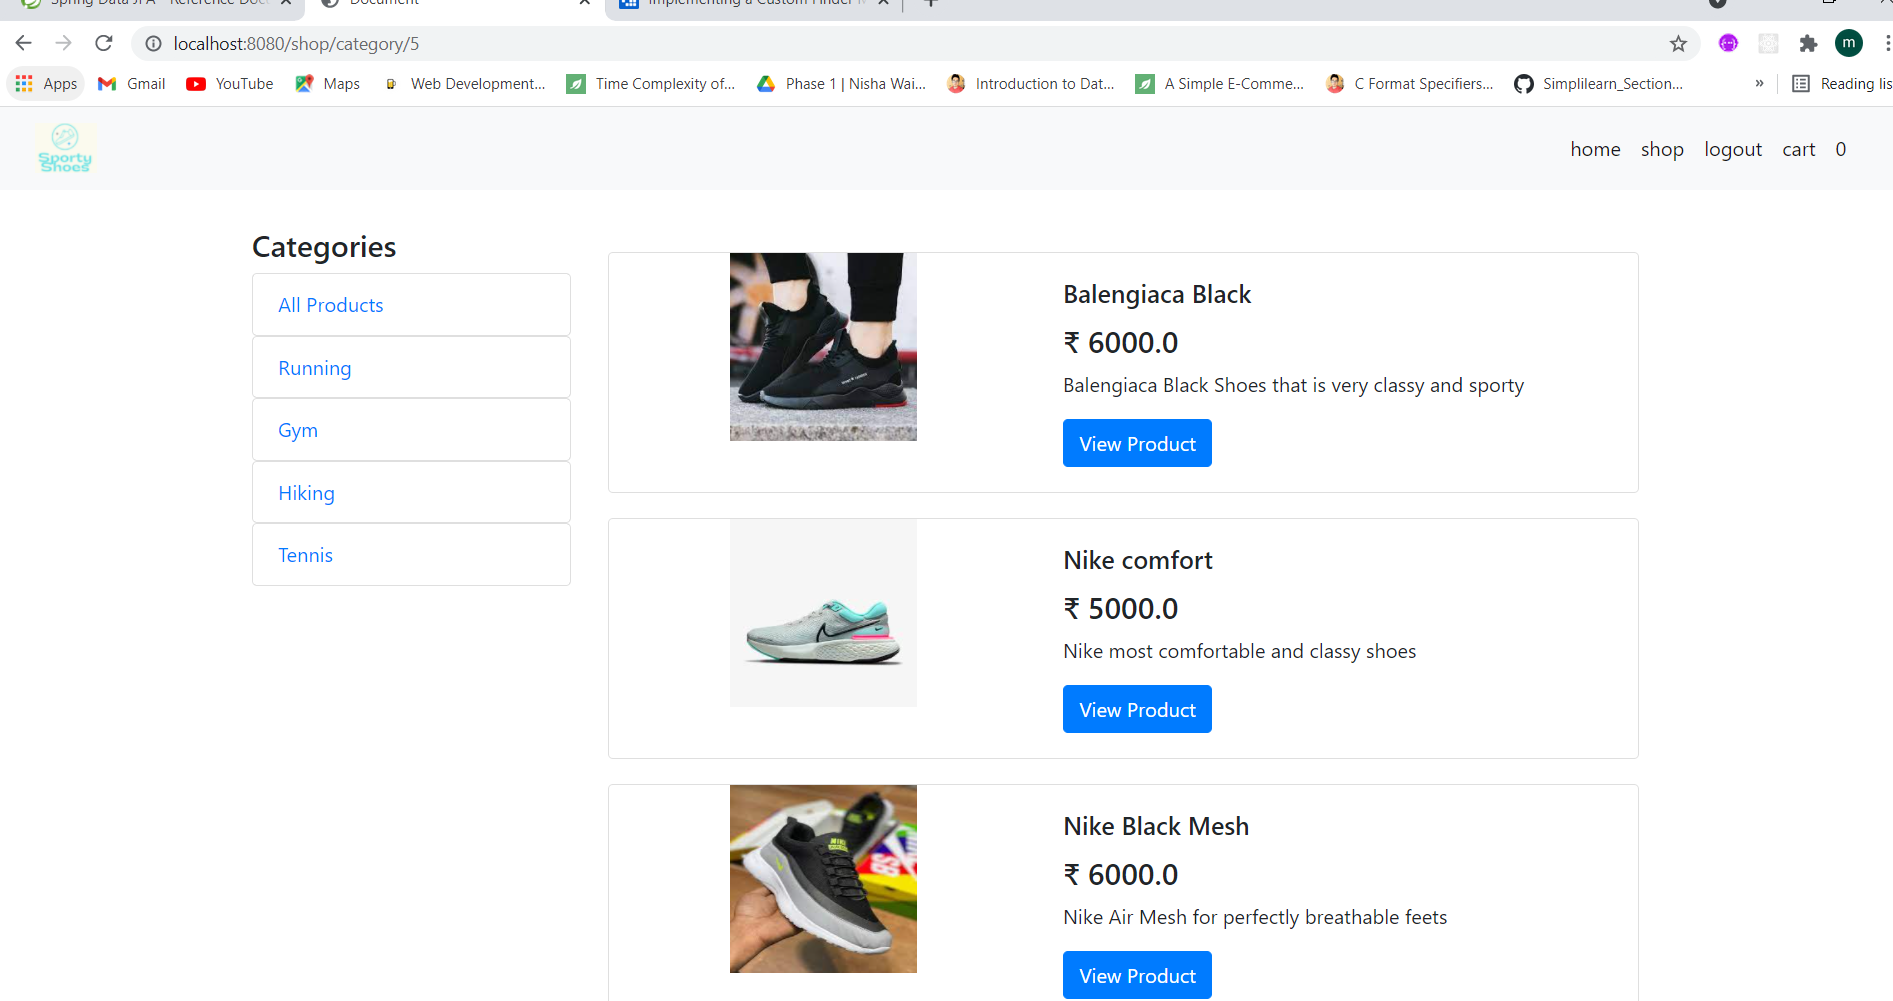 Spring Data JPA - Reference Doc
Document
Implementing a Custom Finder
localhost:8080/shop/category/5
m
Apps
Gmail
YouTube
Maps
Web Development...
Time Complexity of...
Phase 1 | Nisha Wai...
Introduction to Dat...
A Simple E-Comme...
C Format Specifiers...
Simplilearn_Section...
»
Reading lis
Sporty
Shoes
home shop logout cart 0
Categories
All Products
Running
Gym
Hiking
Tennis
Balengiaca Black
₹ 6000.0
Balengiaca Black Shoes that is very classy and sporty
View Product
Nike comfort
₹ 5000.0
Nike most comfortable and classy shoes
View Product
Nike Black Mesh
₹ 6000.0
Nike Air Mesh for perfectly breathable feets
View Product